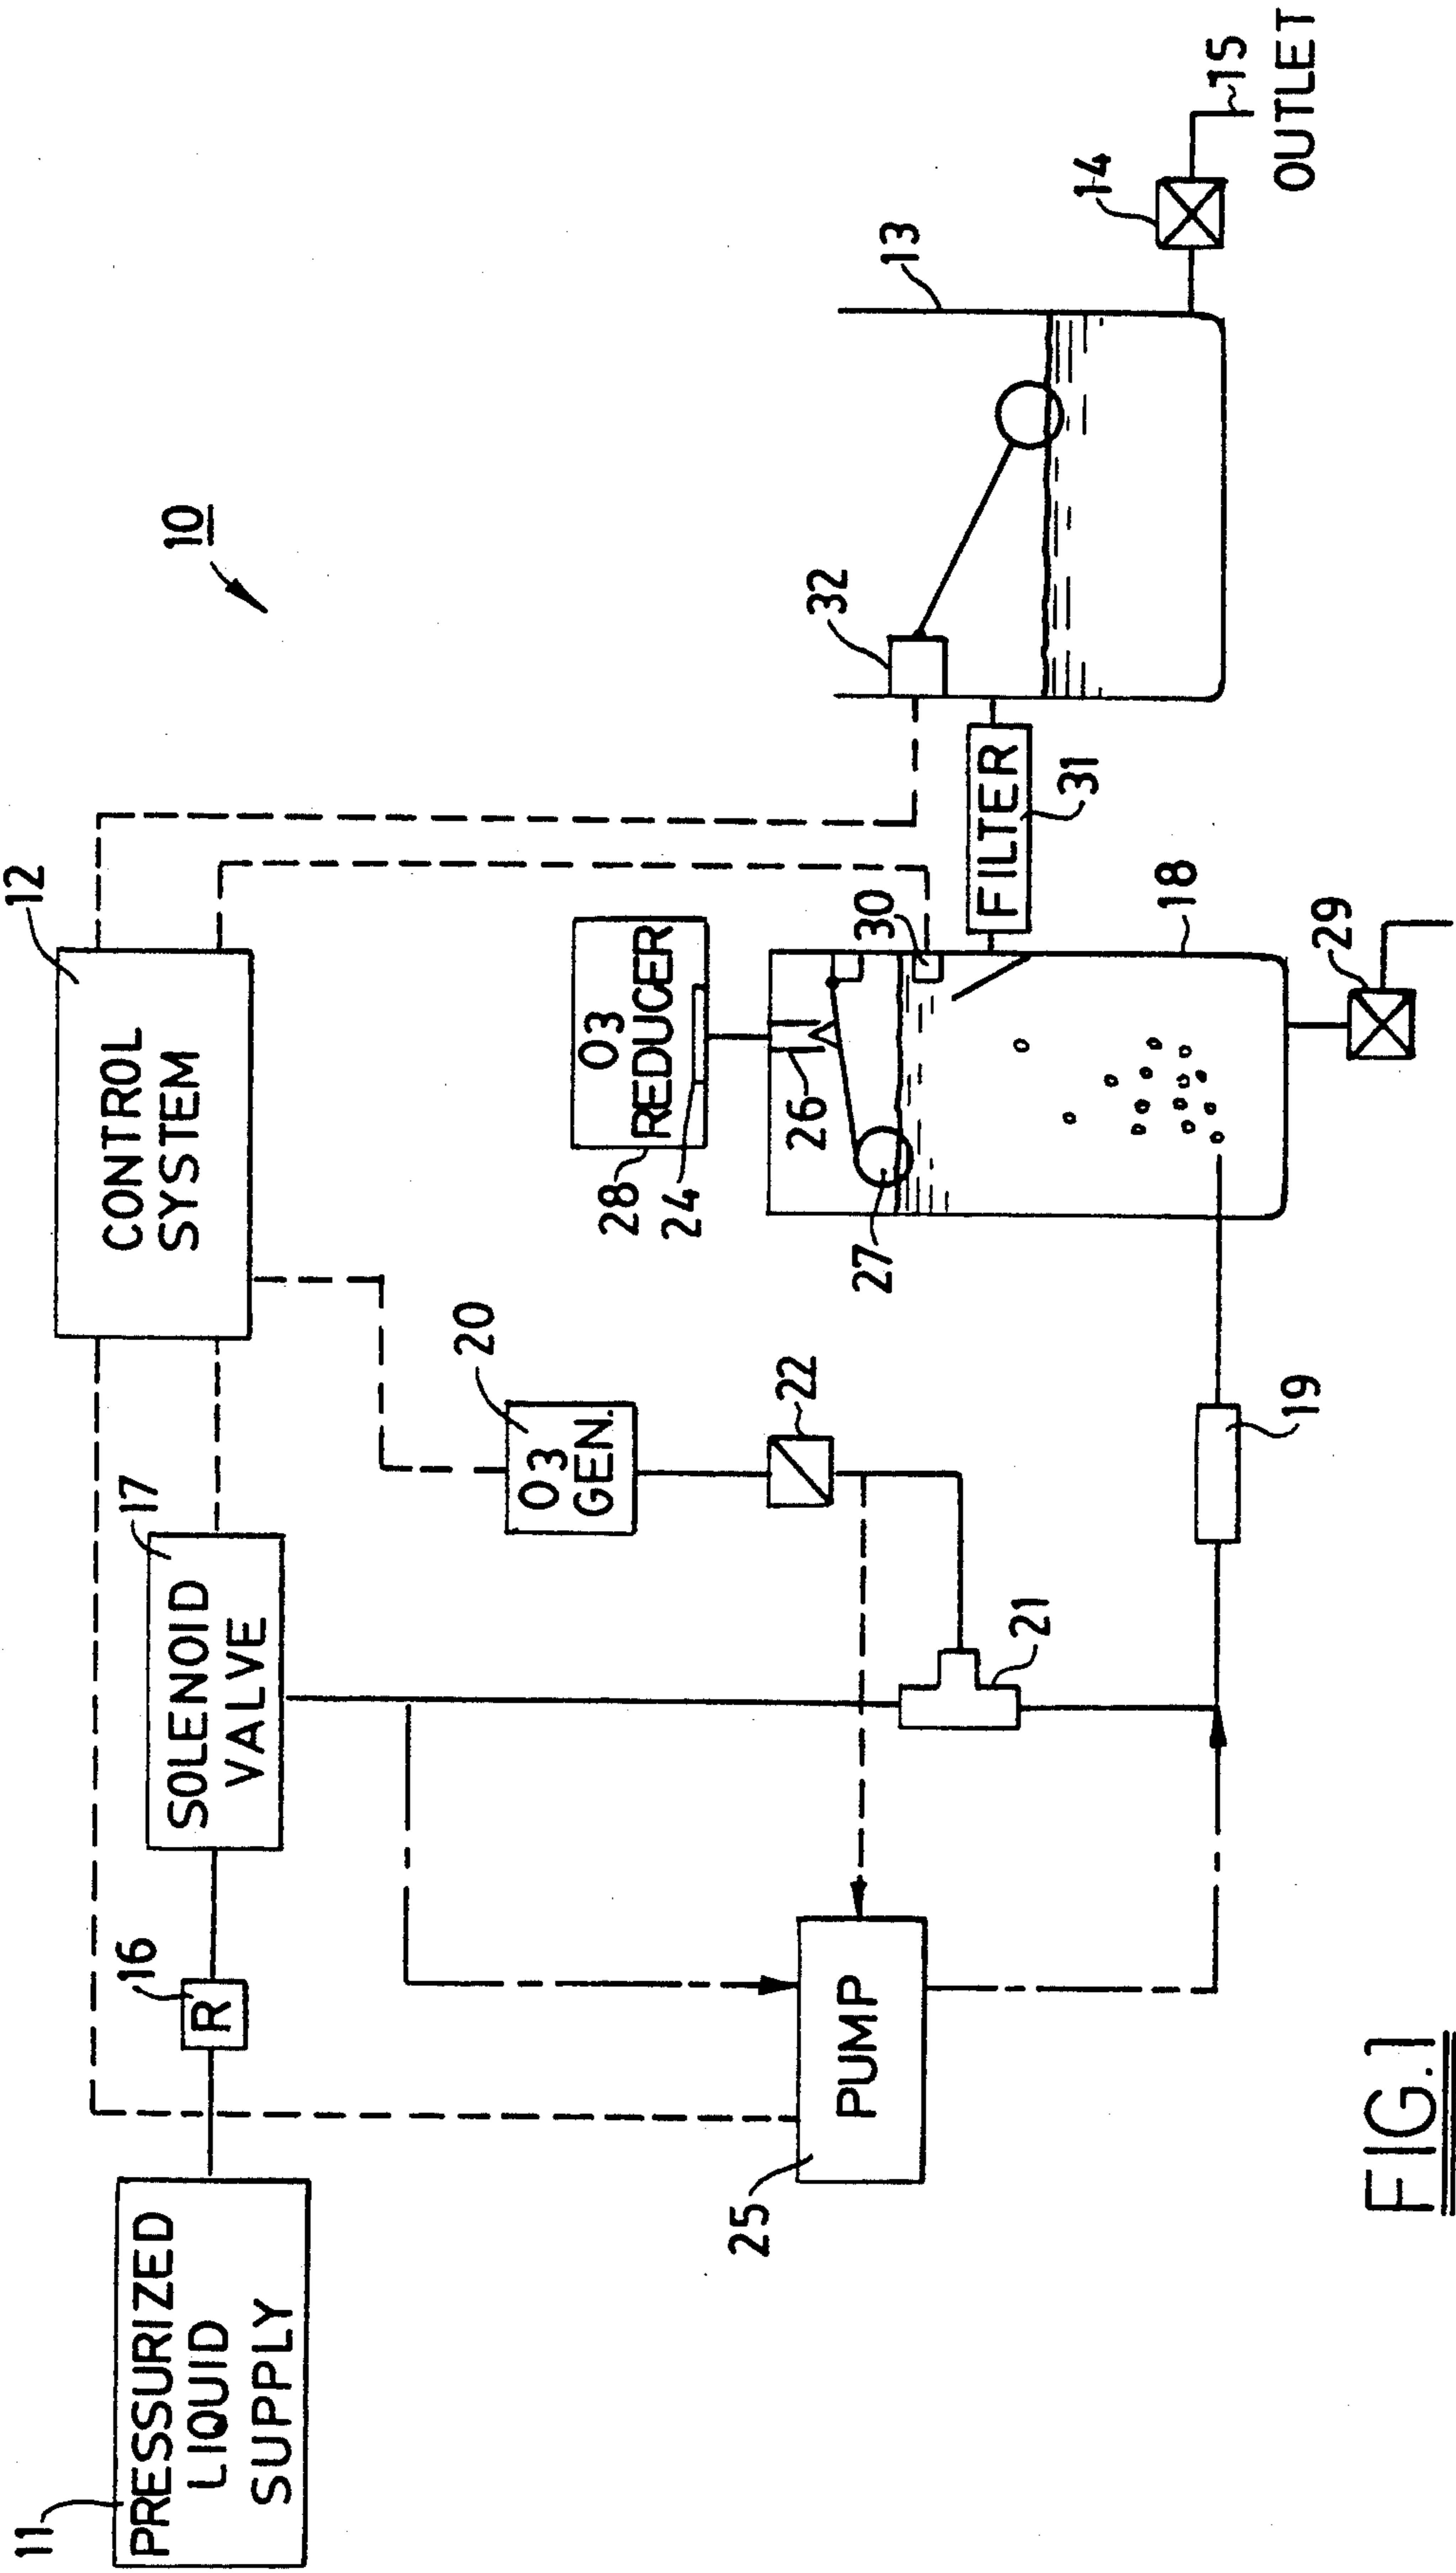 10
12
CONTROL
SYSTEM
11
PRESSURIZED
LIQUID
SUPPLY
16
R
17
SOLENOID
VALVE
20
O3
GEN.
22
21
25
PUMP
19
28
O3
REDUCER
24
26
27
30
18
29
FILTER
31
32
13
14
15
OUTLET
FIG.1